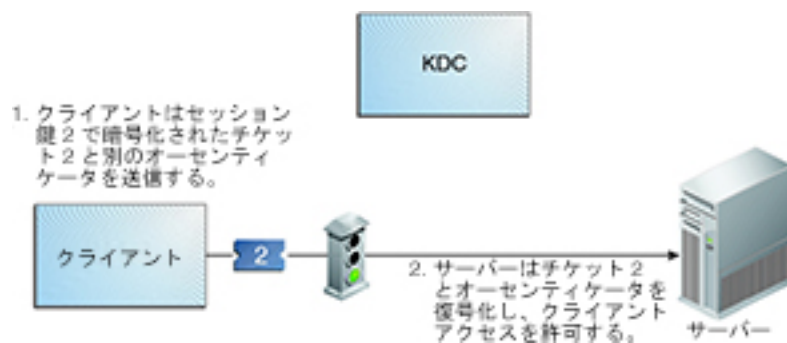 KDC
1. クライアントはセッション
鍵2で暗号化されたチケッ
ト2と別のオーセンティ
ケータを送信する。
クライアント
2
2. サーバーはチケット2
とオーセンティケータを
復号化し、クライアント
アクセスを許可する。
サーバー